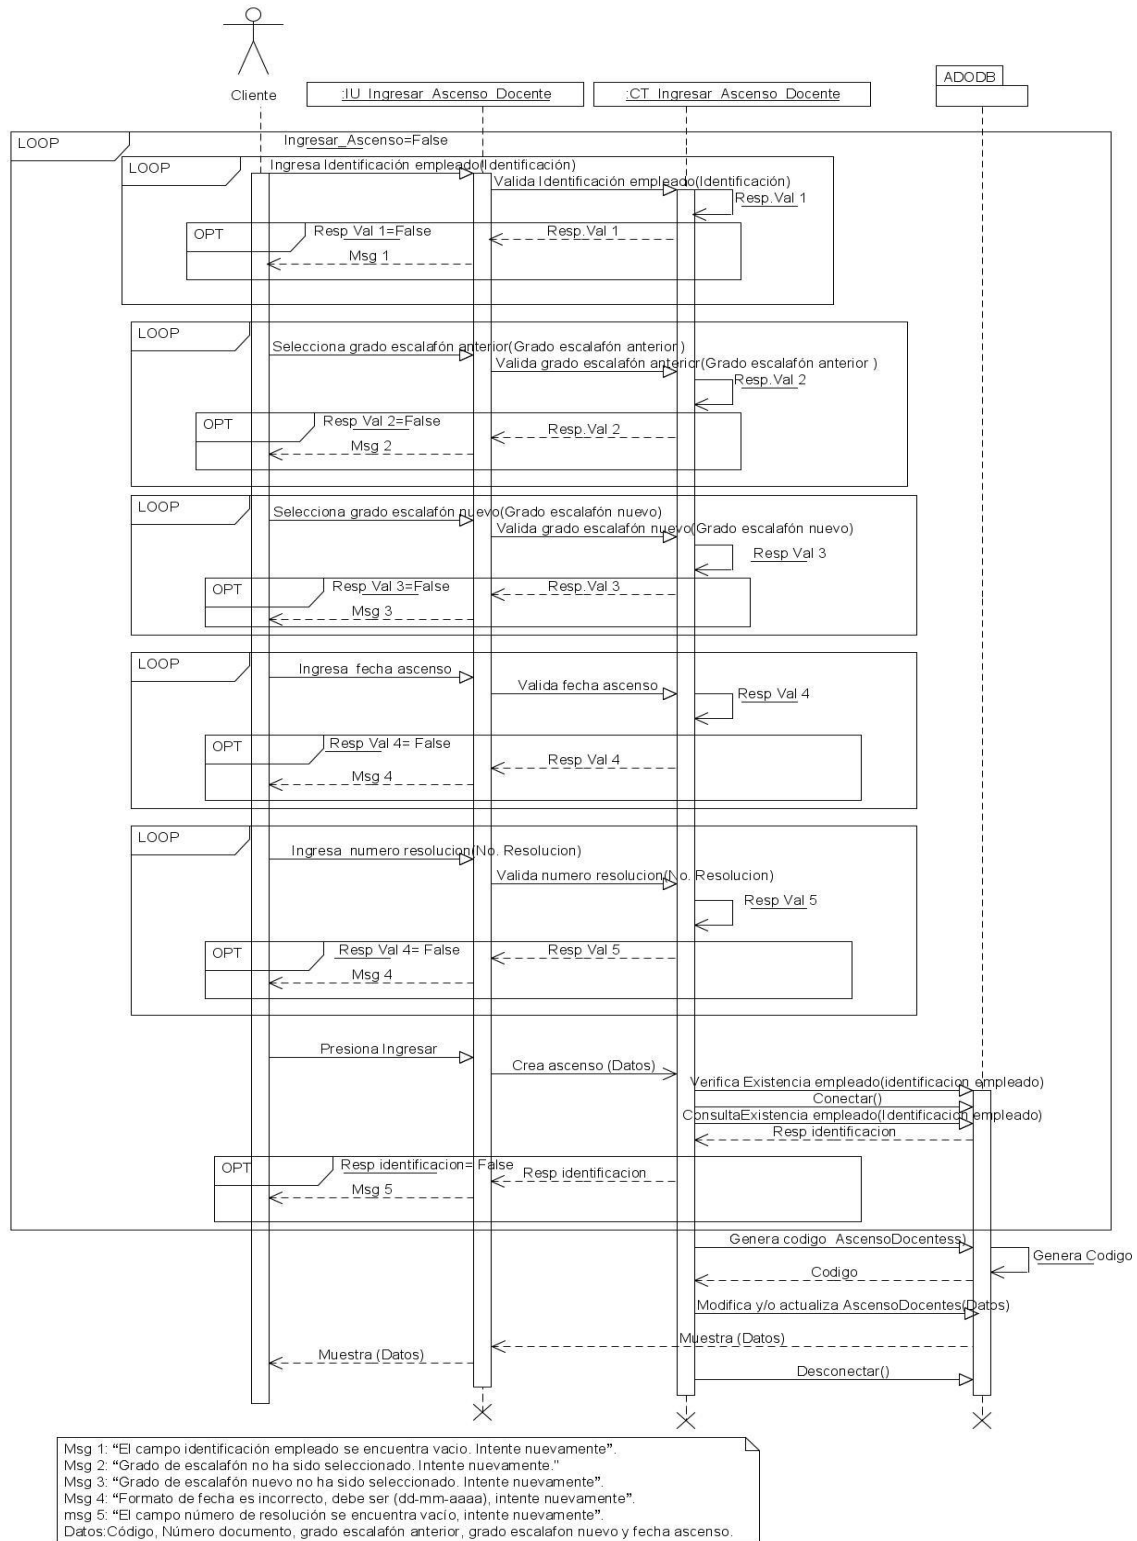 Cliente
:IU_Ingresar_Ascenso_Docente
:CT_Ingresar_Ascenso_Docente
ADODB
LOOP
Ingresar_Ascenso=False
LOOP
Ingresa Identificación empleado(Identificación)
Valida Identificación empleado(Identificación)
Resp.Val 1
OPT
Resp Val 1=False
Resp.Val 1
Msg 1
LOOP
Selecciona grado escalafón anterior(Grado escalafón anterior )
Valida grado escalafón anterior(Grado escalafón anterior )
Resp.Val 2
OPT
Resp Val 2=False
Resp.Val 2
Msg 2
LOOP
Selecciona grado escalafón nuevo(Grado escalafón nuevo)
Valida grado escalafón nuevo(Grado escalafón nuevo)
Resp Val 3
OPT
Resp Val 3=False
Resp.Val 3
Msg 3
LOOP
Ingresa fecha ascenso
Valida fecha ascenso
Resp Val 4
OPT
Resp Val 4= False
Resp Val 4
Msg 4
LOOP
Ingresa numero resolucion(No. Resolucion)
Valida numero resolucion(No. Resolucion)
Resp Val 5
OPT
Resp Val 4= False
Resp Val 5
Msg 4
Presiona Ingresar
Crea ascenso (Datos)
Verifica Existencia empleado(identificacion empleado)
Conectar()
ConsultaExistencia empleado(Identificacion empleado)
Resp identificacion
OPT
Resp identificacion= False
Resp identificacion
Msg 5
Genera codigo AscensoDocentess)
Genera Codigo
Codigo
Modifica y/o actualiza AscensoDocentes(Datos)
Muestra (Datos)
Muestra (Datos)
Desconectar()
Msg 1: “El campo identificación empleado se encuentra vacio. Intente nuevamente”.
Msg 2: “Grado de escalafón no ha sido seleccionado. Intente nuevamente."
Msg 3: “Grado de escalafón nuevo no ha sido seleccionado. Intente nuevamente”.
Msg 4: “Formato de fecha es incorrecto, debe ser (dd-mm-aaaa), intente nuevamente”.
msg 5: “El campo número de resolución se encuentra vacío, intente nuevamente”.
Datos:Código, Número documento, grado escalafón anterior, grado escalafon nuevo y fecha ascenso.